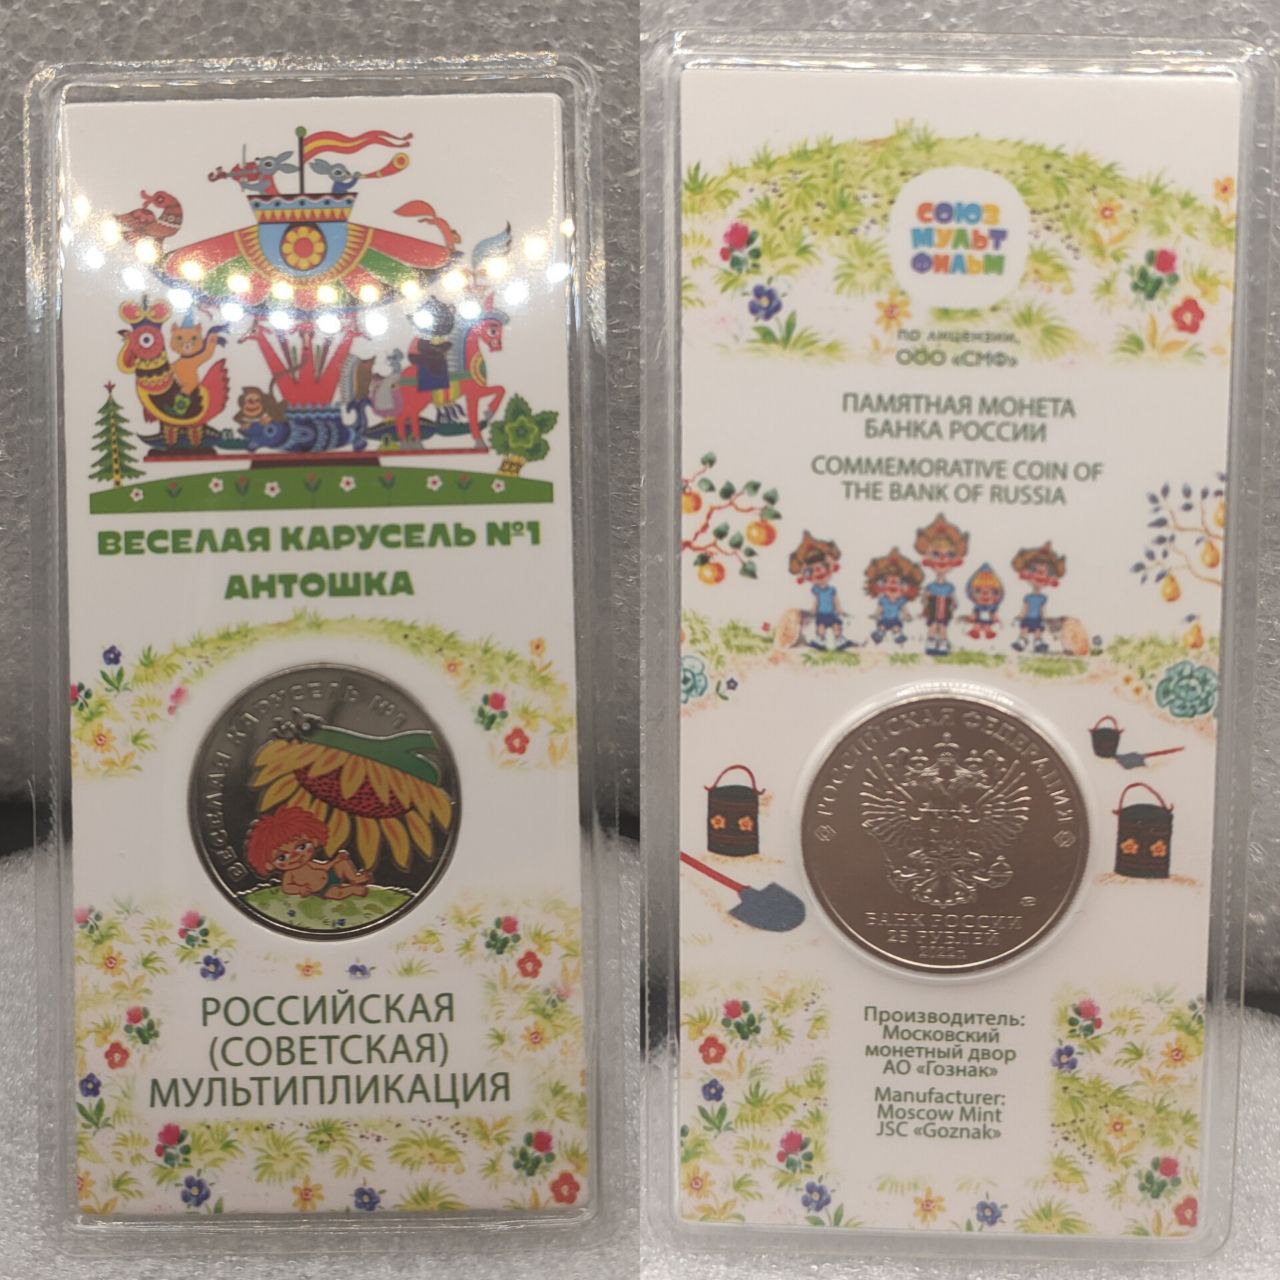 ВЕСЕЛАЯ КАРУСЕЛЬ №1
АНТОШКА
ВЕСЕЛАЯ КАРУСЕЛЬ №1
РОССИЙСКАЯ
(СОВЕТСКАЯ)
МУЛЬТИПЛИКАЦИЯ
СОЮЗ
МУЛЬТ
ФИЛЬМ
по лицензии,
ООО «СМФ»
ПАМЯТНАЯ МОНЕТА
БАНКА РОССИИ
COMMEMORATIVE COIN OF
THE BANK OF RUSSIA
РОССИЙСКАЯ ФЕДЕРАЦИЯ
БАНК РОССИИ
25 РУБЛЕЙ
2022 г.
Производитель:
Московский
монетный двор
АО «Гознак»
Manufacturer:
Moscow Mint
JSC «Goznak»